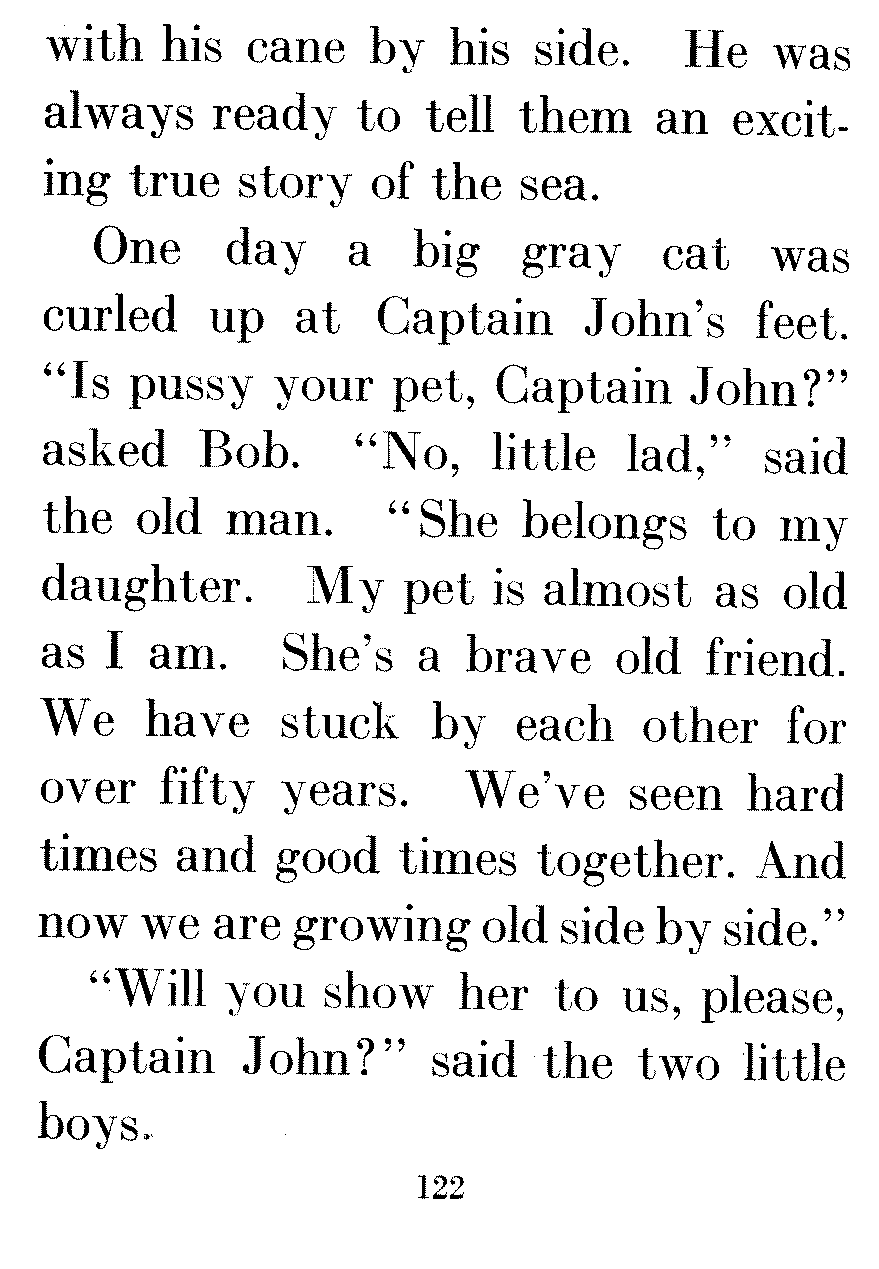 with his cane by his side. He was
always ready to tell them an excit-
ing true story of the sea.
One day a big gray cat was
curled up at Captain John's feet.
“Is pussy your pet, Captain John?”
asked Bob. “No, little lad,” said
the old man. “She belongs to my
daughter. My pet is almost as old
as I am. She's a brave old friend.
We have stuck by each other for
over fifty years. We've seen hard
times and good times together. And
now we are growing old side by side.”
“Will you show her to us, please,
Captain John?” said the two little
boys.
122